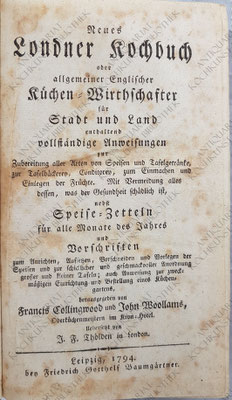 Neues
Londner Kochbuch
oder
allgemeiner Englischer
Küchen-Wirthschafter
für
Stadt und Land
enthaltend
vollständige Anweisungen
zur
Zubereitung aller Arten von Speisen und Tafelgetränke,
zur Tafelbäckerey, Conditorey, zum Einmachen und
Einlegen der Früchte. Mit Vermeidung alles
dessen, was der Gesundheit schädlich ist,
nebst
Speise-Zetteln
für alle Monate des Jahres
und
Vorschriften
zum Anrichten, Aufsetzen, Vorschneiden und Vorlegen der
Speisen und zur schicklicher und geschmackvoller Anordnung
großer und kleiner Tafeln; auch Anweisung zur zweck-
mäßigen Einrichtung und Bestellung eines Küchen-
gartens.
herausgegeben von
Francis Collingwood und John Woollams,
Oberküchenmeistern im
Uebersetzt von
J. F. Thölden in London.
Leipzig, 1794.
bey Friedrich Gotthelf Baumgärtner.